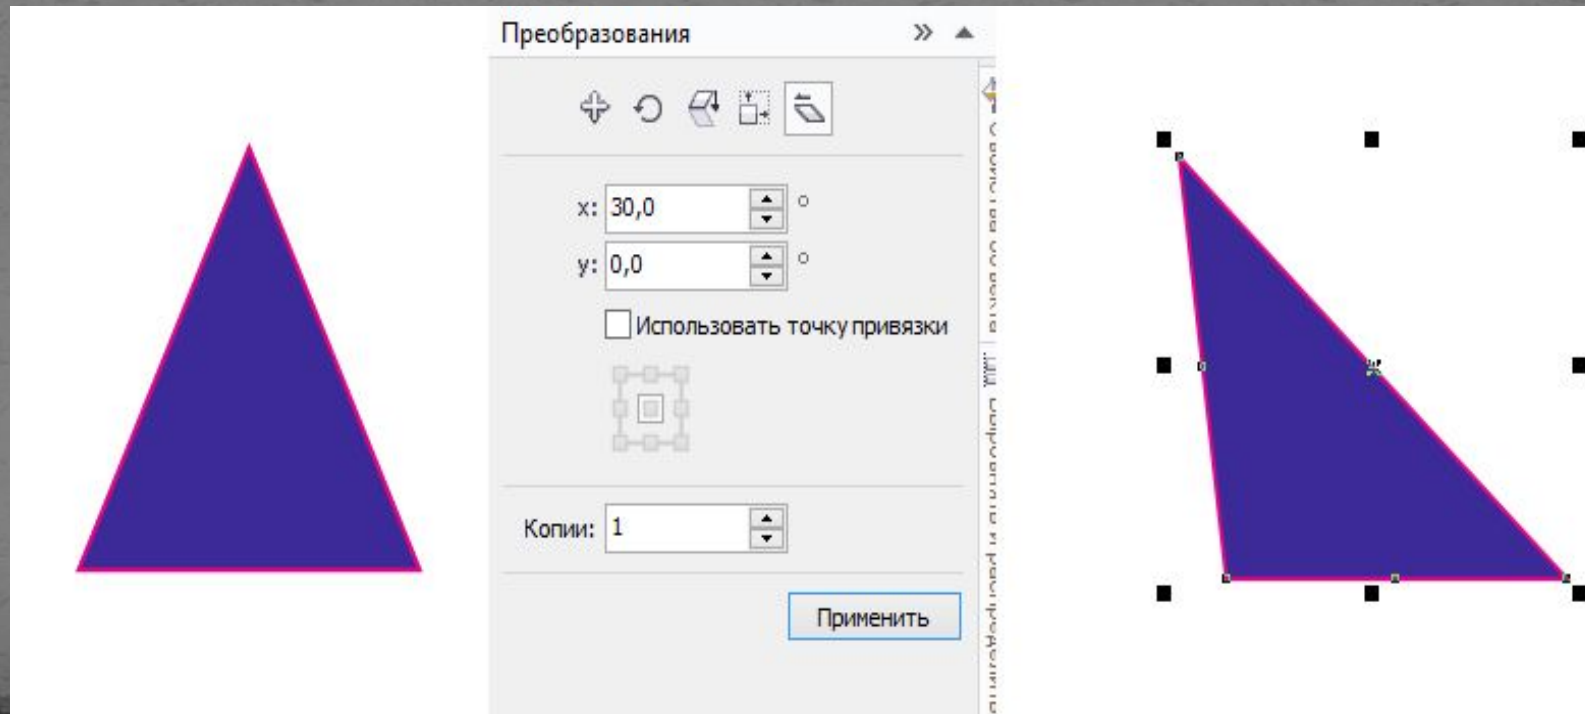 Преобразования
x: 30,0 °
y: 0,0 °
Использовать точку привязки
Копии: 1
Применить